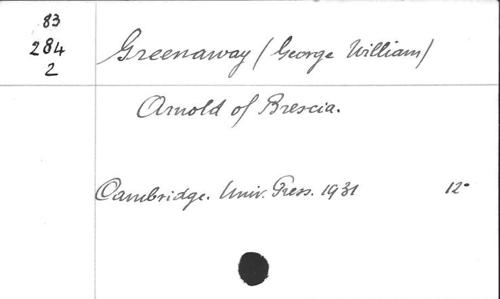 83
284
2
Greenaway (George William)
Arnold of Brescia.
Cambridge. Univ. Press. 1931 12°